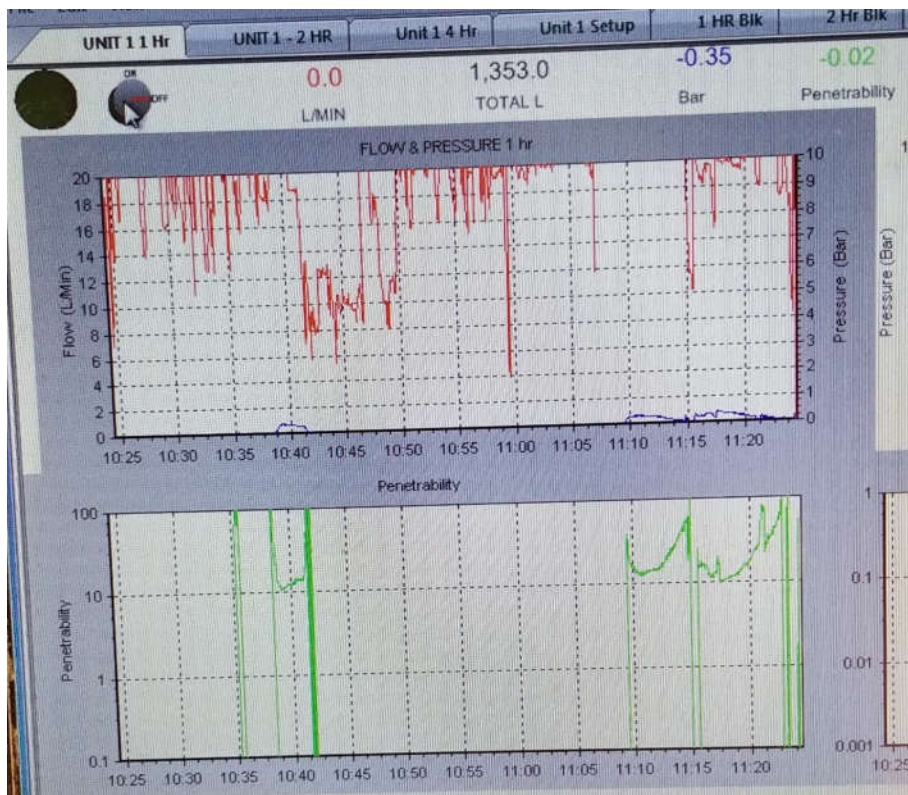 UNIT 1 1 Hr
UNIT 1 - 2 HR
Unit 1 4 Hr
Unit 1 Setup
1 HR Blk
2 Hr Blk
ON
OFF
0.0
L/MIN
1,353.0
TOTAL L
-0.35
Bar
-0.02
Penetrability
FLOW & PRESSURE 1 hr
Flow (L/Min)
20
18
16
14
12
10
8
6
4
2
0
10
9
8
7
6
5
4
3
2
1
0
Pressure (Bar)
Pressure (Bar)
10:25 10:30 10:35 10:40 10:45 10:50 10:55 11:00 11:05 11:10 11:15 11:20
Penetrability
Penetrability
100
10
1
0.1
10:25 10:30 10:35 10:40 10:45 10:50 10:55 11:00 11:05 11:10 11:15 11:20
1
0.1
0.01
0.001
10:25